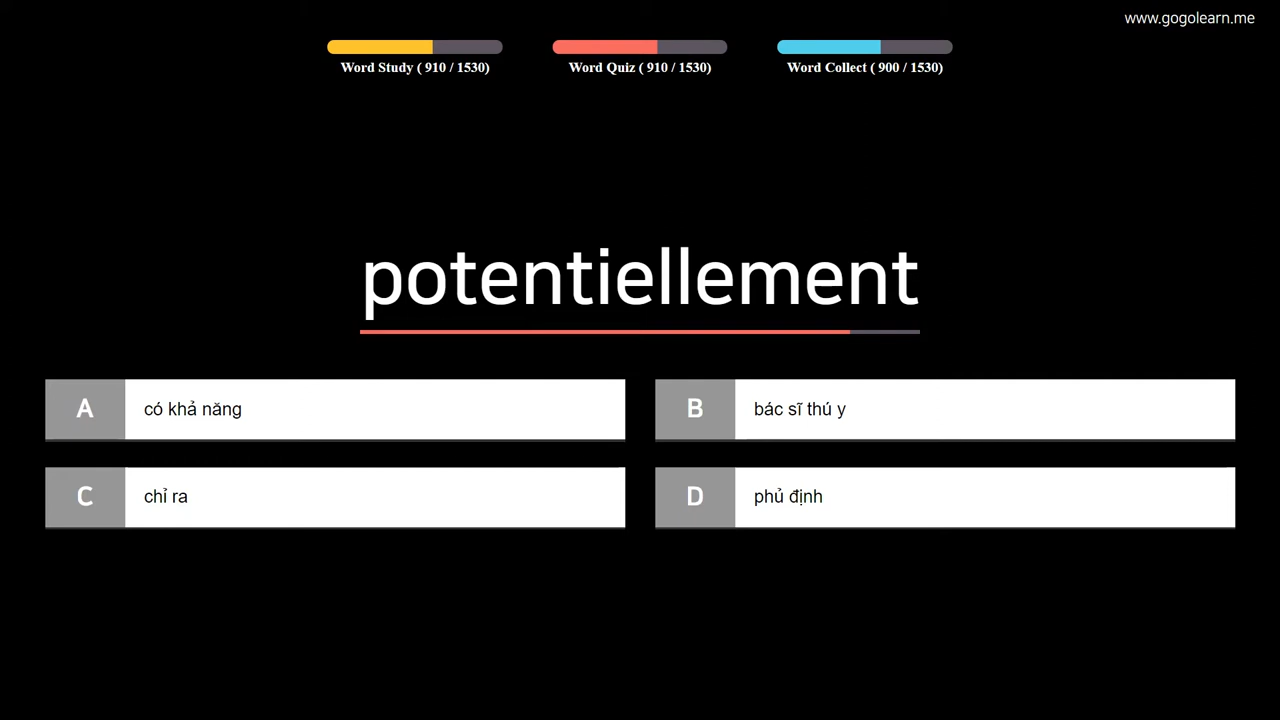 www.gogolearn.me
Word Study ( 910 / 1530)
Word Quiz ( 910 / 1530)
Word Collect ( 900 / 1530)
potentiellement
A có khả năng
B bác sĩ thú y
C chỉ ra
D phủ định